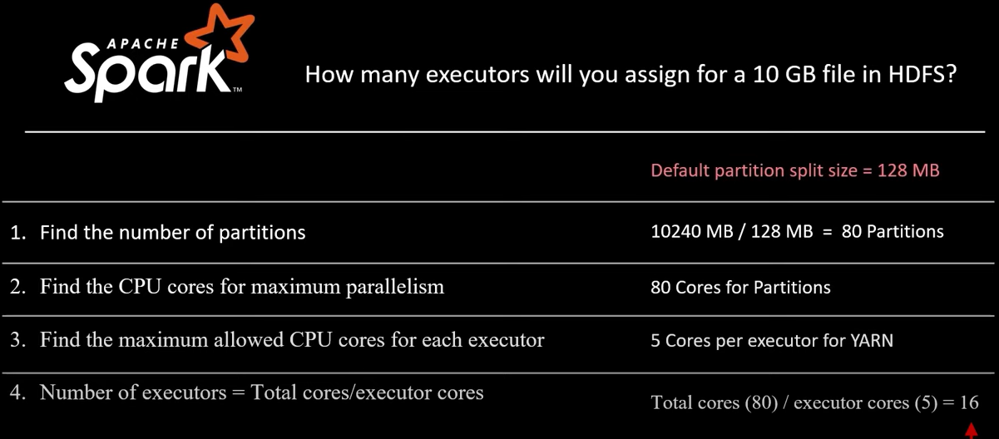 APACHE
Spark™
How many executors will you assign for a 10 GB file in HDFS?
Default partition split size = 128 MB
1. Find the number of partitions
10240 MB / 128 MB = 80 Partitions
2. Find the CPU cores for maximum parallelism
80 Cores for Partitions
3. Find the maximum allowed CPU cores for each executor
5 Cores per executor for YARN
4. Number of executors = Total cores/executor cores
Total cores (80) / executor cores (5) = 16